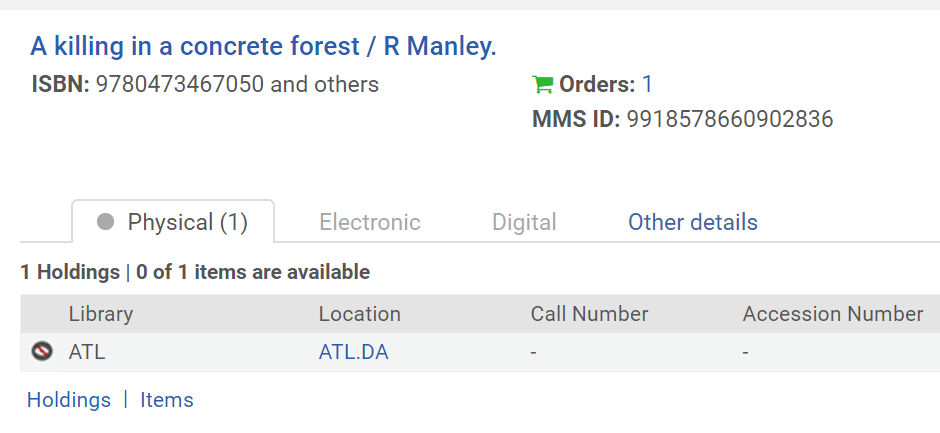 A killing in a concrete forest / R Manley.
ISBN: 9780473467050 and others
Orders: 1
MMS ID: 9918578660902836
Physical (1) Electronic Digital Other details
1 Holdings | 0 of 1 items are available
Library Location Call Number Accession Number
ATL ATL.DA - -
Holdings | Items